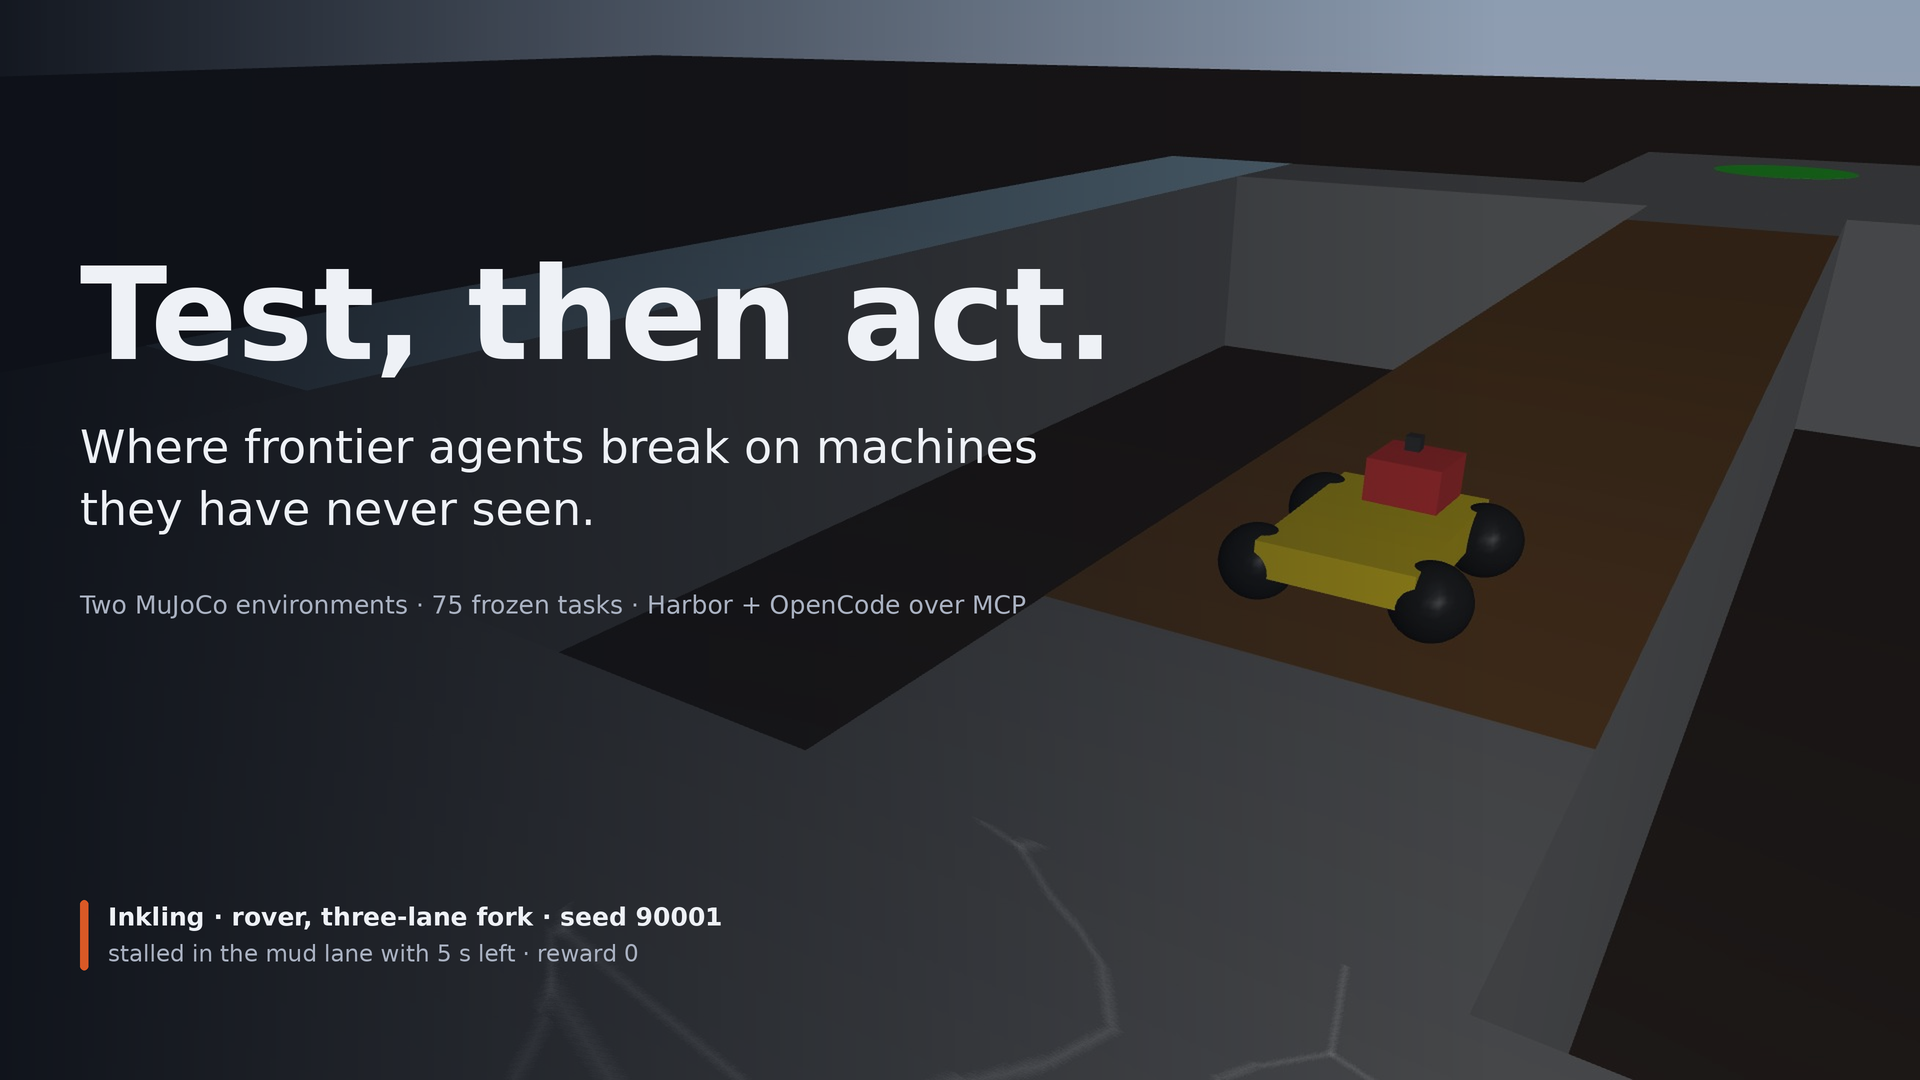 Test, then act.
Where frontier agents break on machines
they have never seen.
Two MuJoCo environments · 75 frozen tasks · Harbor + OpenCode over MCP
Inkling · rover, three-lane fork · seed 90001
stalled in the mud lane with 5 s left · reward 0